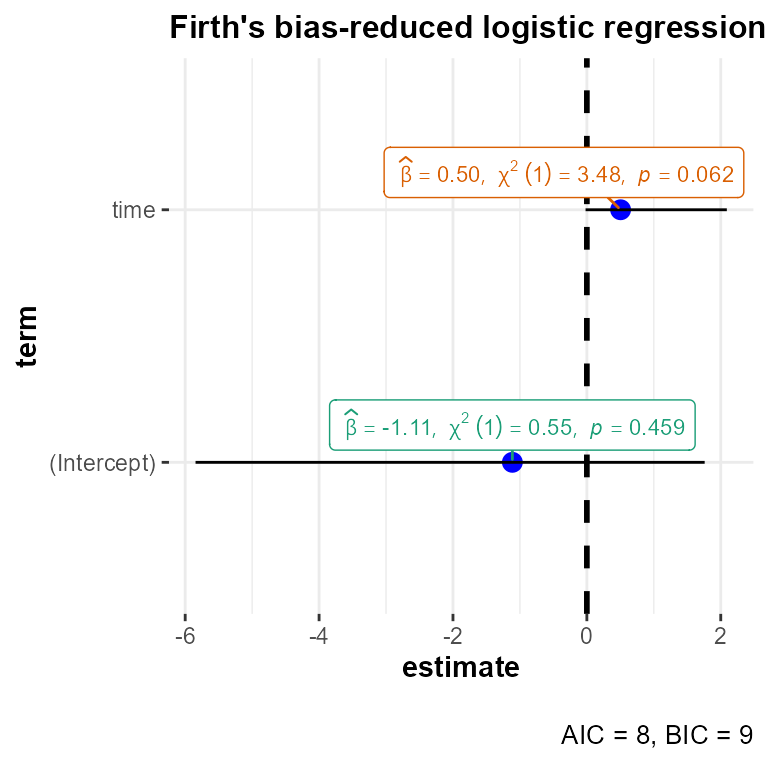 Firth's bias-reduced logistic regression
β̂ = 0.50, χ² (1) = 3.48, p = 0.062
time
term
β̂ = -1.11, χ² (1) = 0.55, p = 0.459
(Intercept)
-6 -4 -2 0 2
estimate
AIC = 8, BIC = 9